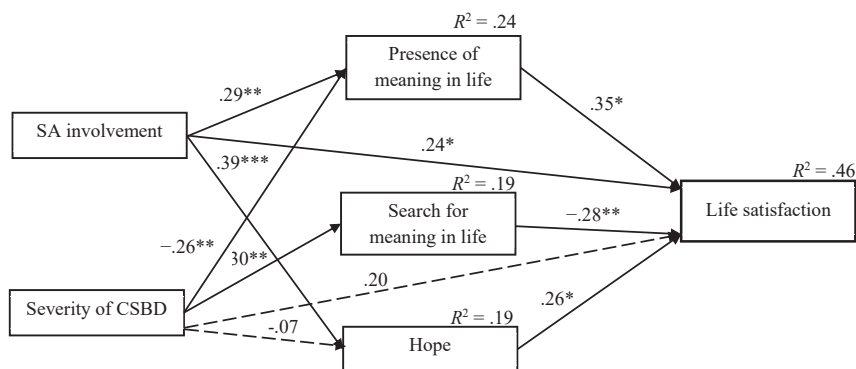 R² = .24
Presence of
meaning in life
.29**
.35*
SA involvement
.24*
.39***
R² = .46
R² = .19
Life satisfaction
Search for
meaning in life
−.28**
−.26**
30**
.20
Severity of CSBD
.26*
-.07
R² = .19
Hope